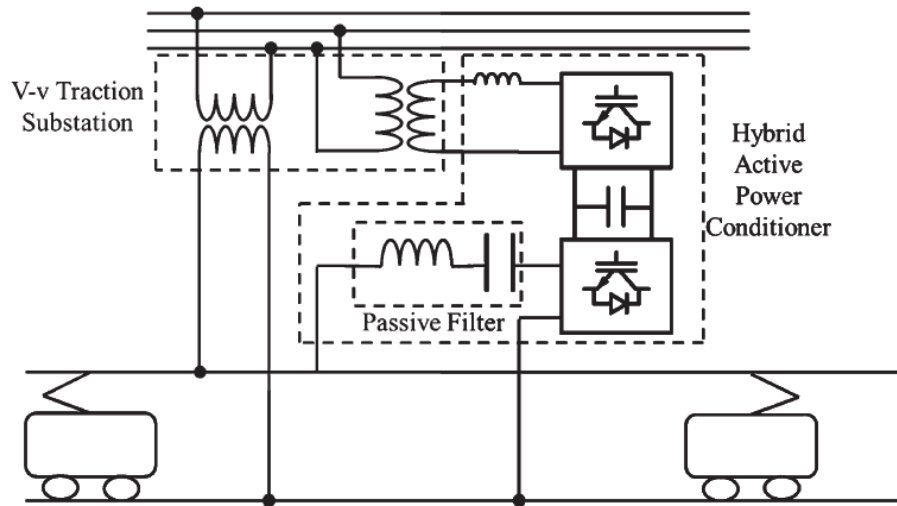 V-v Traction
Substation
Hybrid
Active
Power
Conditioner
Passive Filter